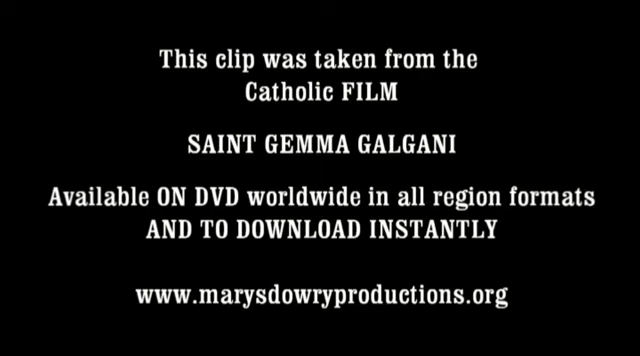 This clip was taken from the
Catholic FILM
SAINT GEMMA GALGANI
Available ON DVD worldwide in all region formats
AND TO DOWNLOAD INSTANTLY
www.marysdowryproductions.org